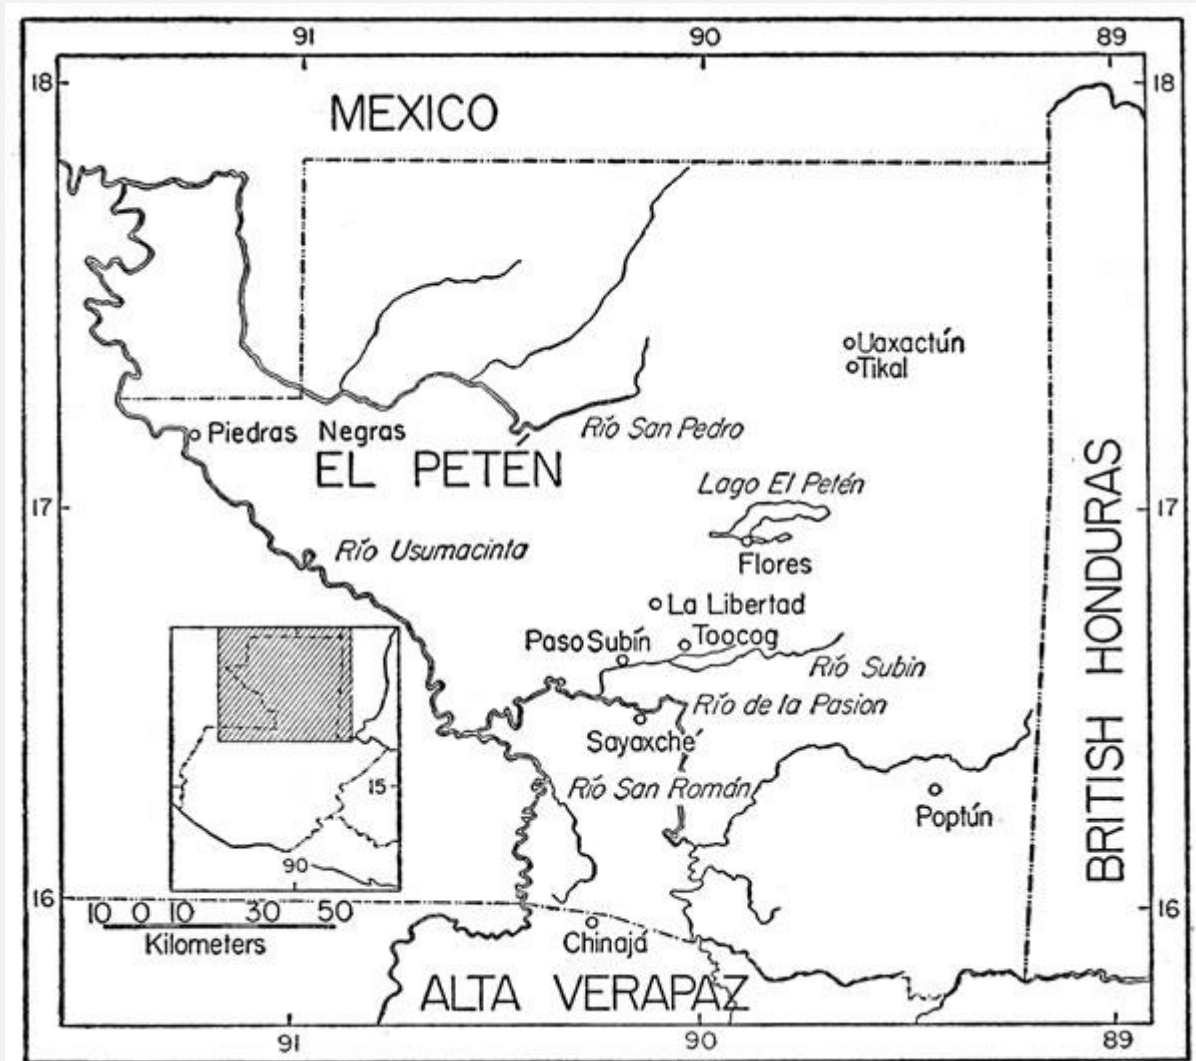 91 90 89
18 18
MEXICO
Uaxactún
Tikal
Río San Pedro
Piedras Negras
EL PETÉN
Lago El Petén
17 17
Río Usumacinta
Flores
La Libertad
Toocog
Paso Subín
Río Subin
Río de la Pasion
Sayaxché
Río San Román
15
Poptún
90
BRITISH HONDURAS
16 16
10 0 10 30 50
Kilometers
Chinajá
ALTA VERAPAZ
91 90 89